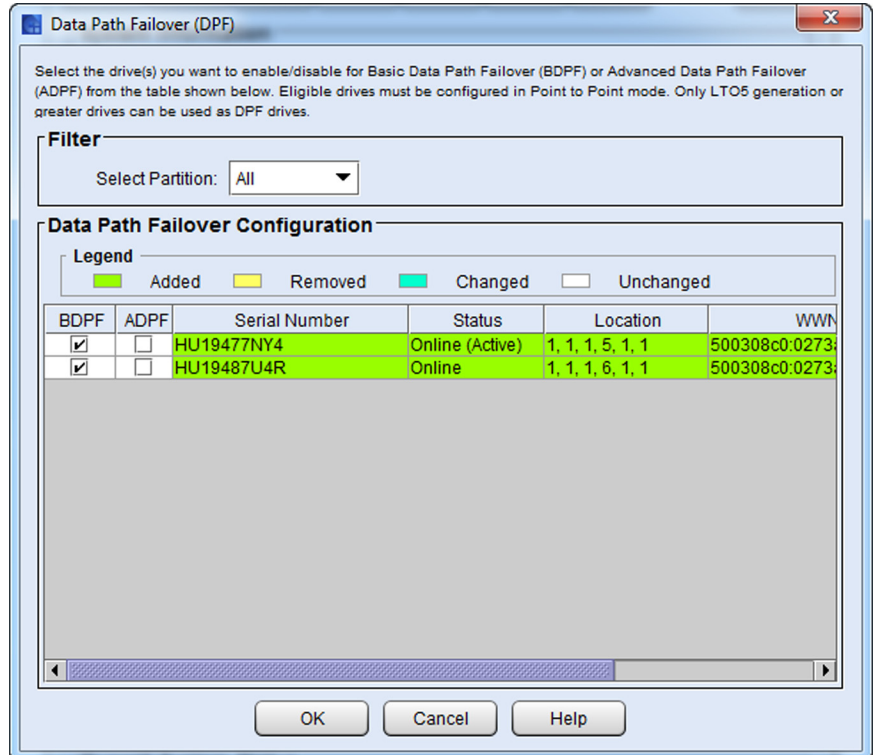 Data Path Failover (DPF)
Select the drive(s) you want to enable/disable for Basic Data Path Failover (BDPF) or Advanced Data Path Failover
(ADPF) from the table shown below. Eligible drives must be configured in Point to Point mode. Only LTO5 generation or
greater drives can be used as DPF drives.
Filter
Select Partition: All
Data Path Failover Configuration
Legend
Added Removed Changed Unchanged
BDPF ADPF Serial Number Status Location WWN
HU19477NY4 Online (Active) 1, 1, 1, 5, 1, 1 500308c0:0273
HU19487U4R Online 1, 1, 1, 6, 1, 1 500308c0:0273
OK Cancel Help